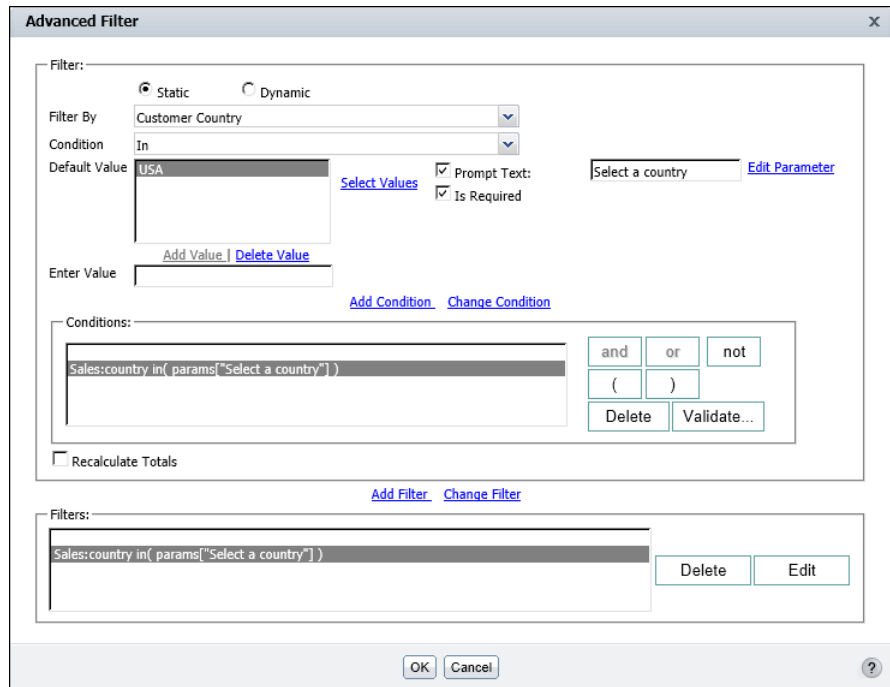 Advanced Filter x
Filter:
Static Dynamic
Filter By Customer Country
Condition In
Default Value USA Select Values Prompt Text: Select a country Edit Parameter
Is Required
Add Value | Delete Value
Enter Value
Add Condition Change Condition
Conditions:
and or not
Sales:country in( params["Select a country"] )
( )
Delete Validate...
Recalculate Totals
Add Filter Change Filter
Filters:
Sales:country in( params["Select a country"] )
Delete Edit
OK Cancel ?